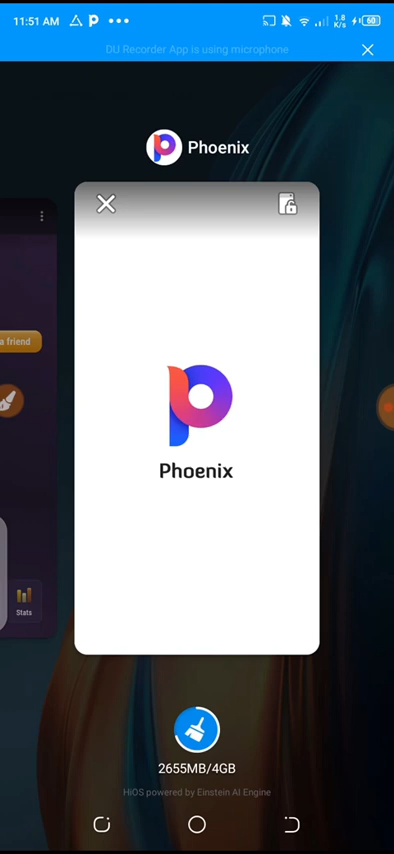 11:51 AM
1.8
K/s
60
DU Recorder App is using microphone
Phoenix
a friend
Phoenix
Stats
2655MB/4GB
HiOS powered by Einstein AI Engine